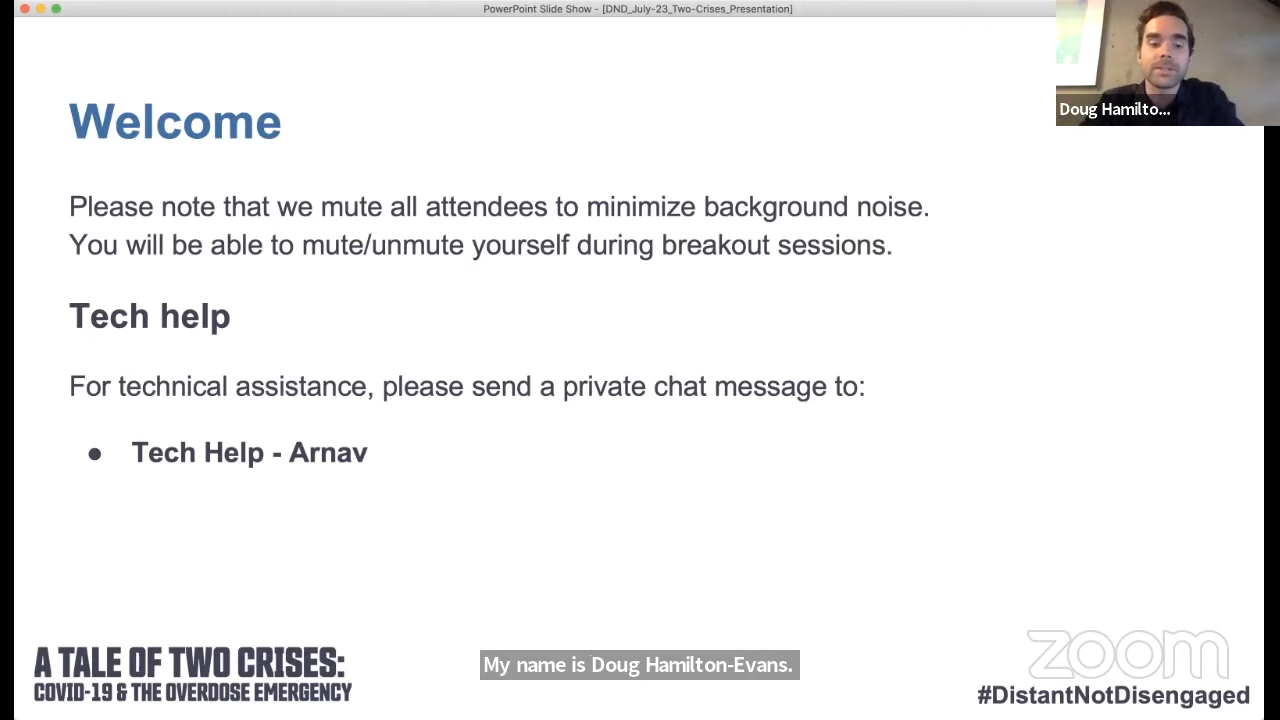 PowerPoint Slide Show - [DND_July-23_Two-Crises_Presentation]
Doug Hamilto...
Welcome
Please note that we mute all attendees to minimize background noise.
You will be able to mute/unmute yourself during breakout sessions.
Tech help
For technical assistance, please send a private chat message to:
● Tech Help - Arnav
A TALE OF TWO CRISES:
COVID-19 & THE OVERDOSE EMERGENCY
My name is Doug Hamilton-Evans.
zoom
#DistantNotDisengaged